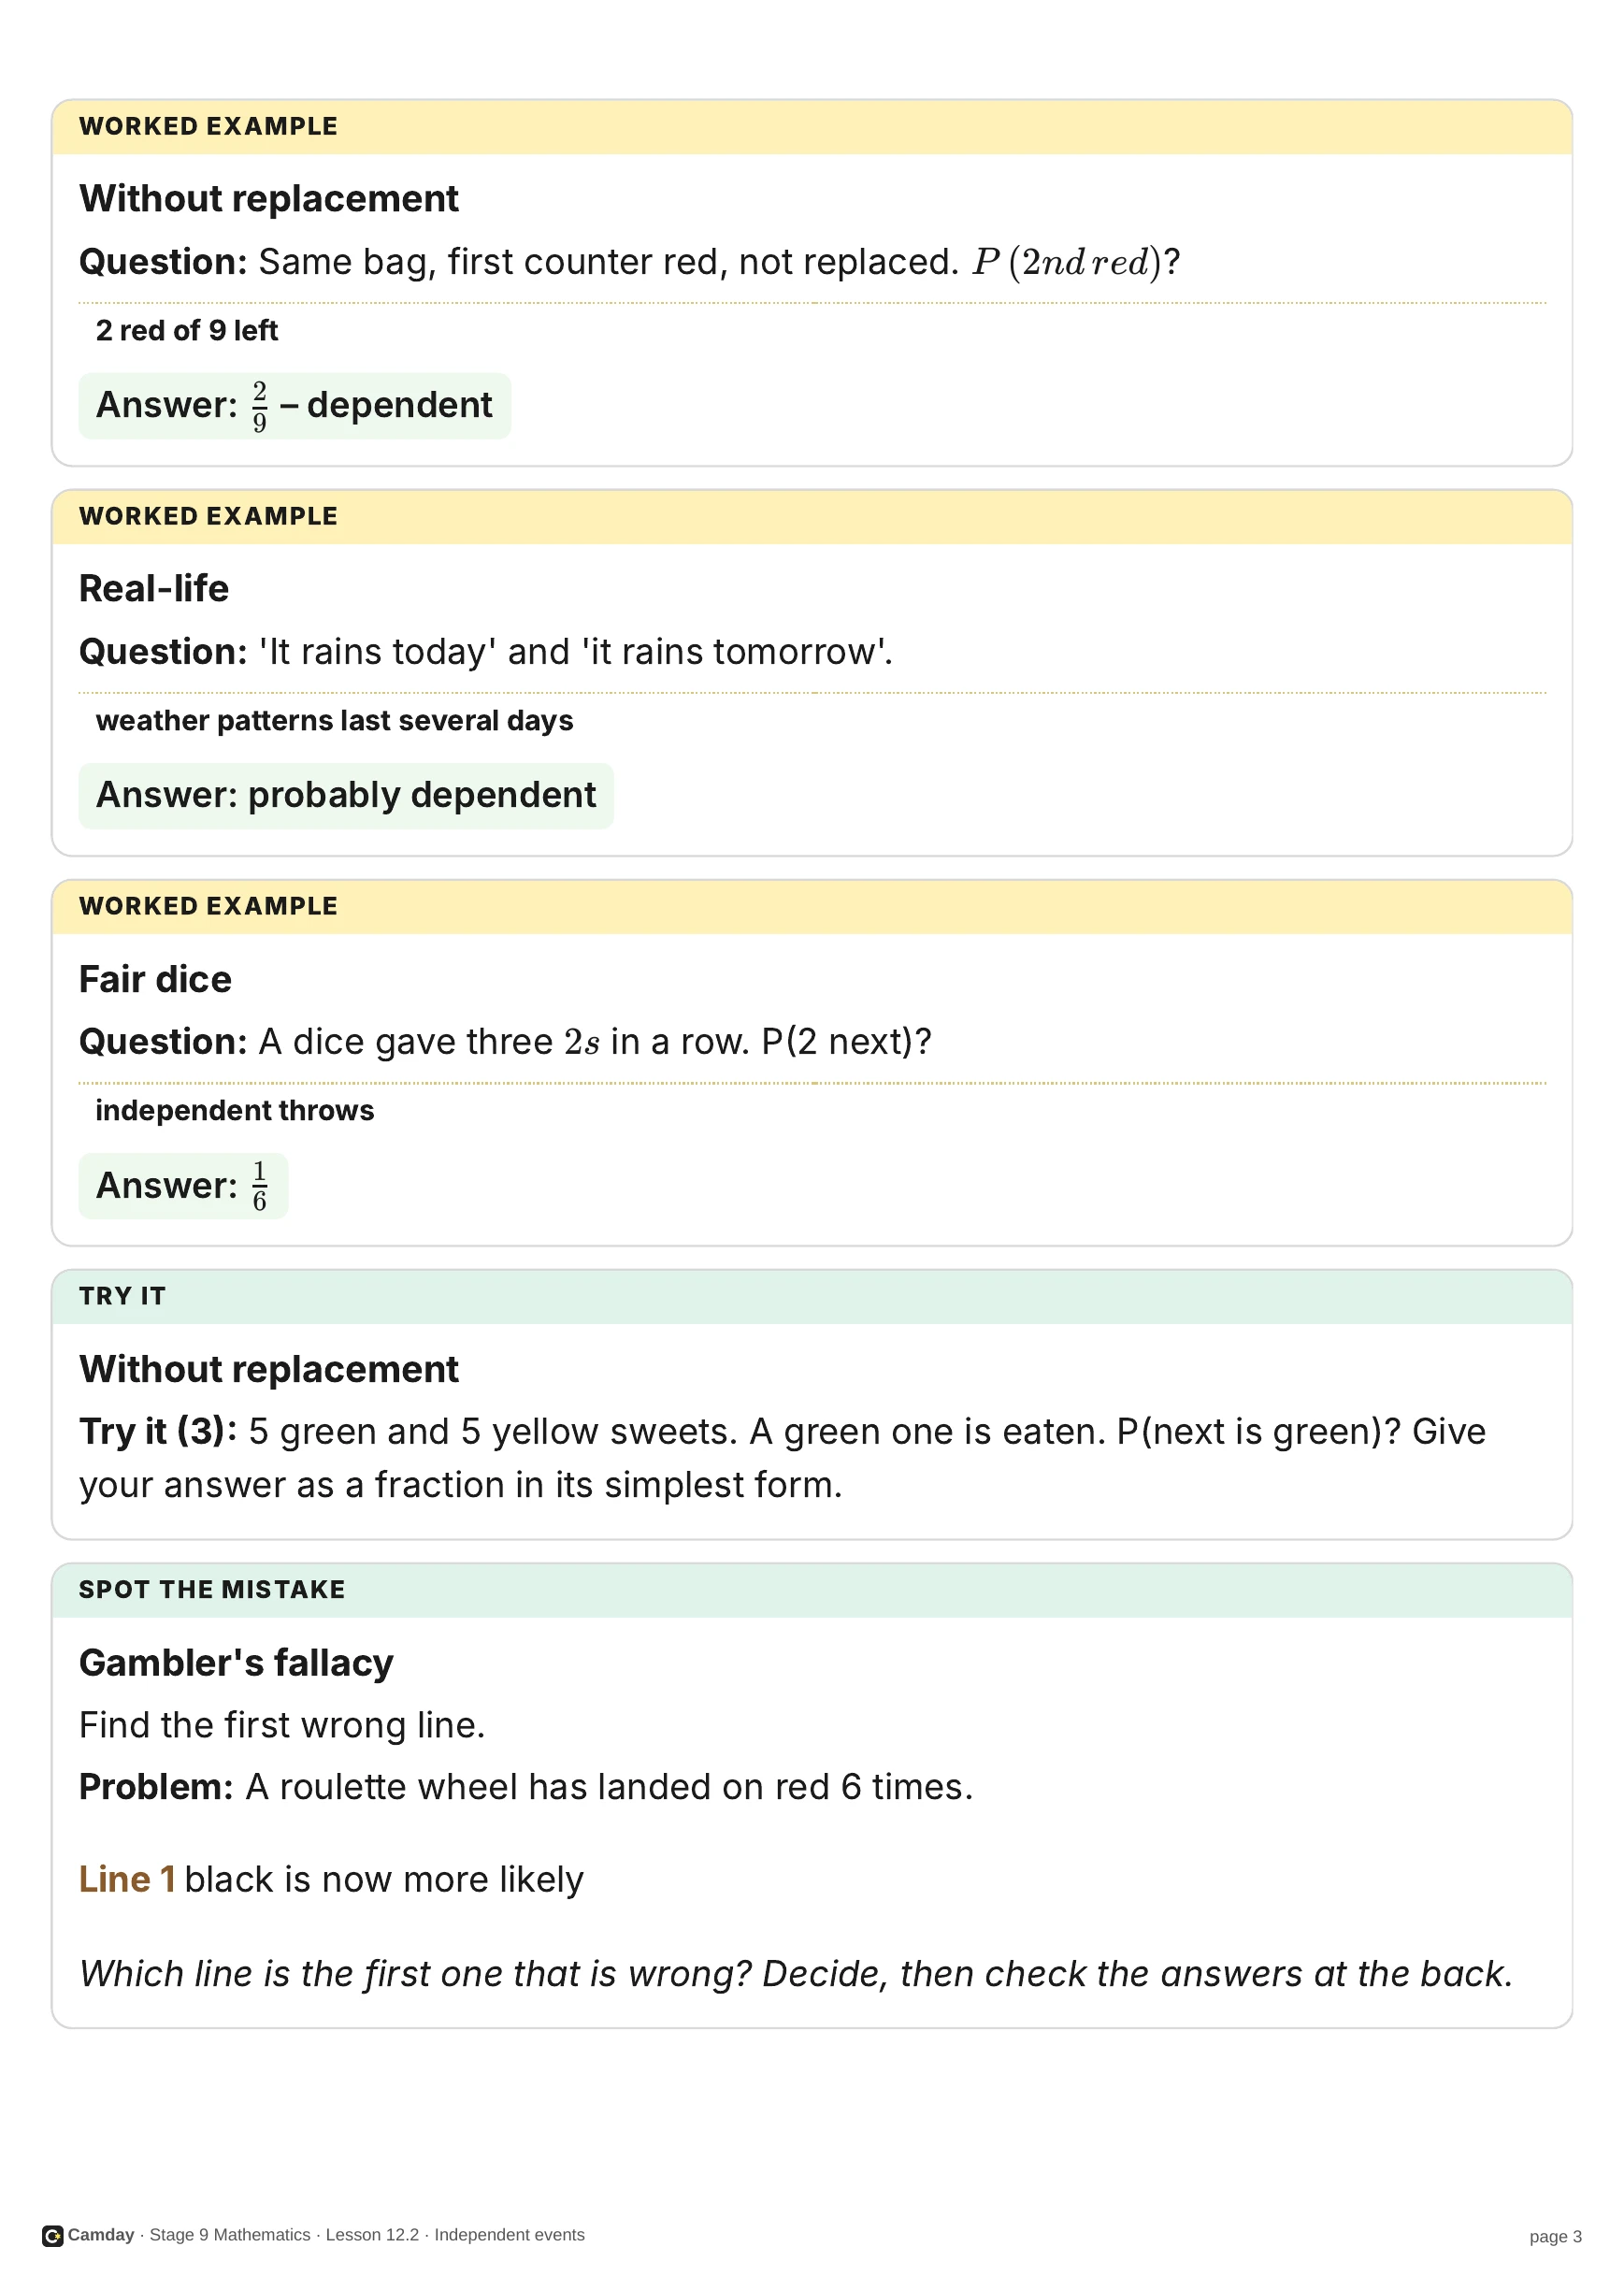 WORKED EXAMPLE
Without replacement
Question: Same bag, first counter red, not replaced. P (2nd red)?
2 red of 9 left
Answer: 2/9 – dependent
WORKED EXAMPLE
Real-life
Question: 'It rains today' and 'it rains tomorrow'.
weather patterns last several days
Answer: probably dependent
WORKED EXAMPLE
Fair dice
Question: A dice gave three 2s in a row. P(2 next)?
independent throws
Answer: 1/6
TRY IT
Without replacement
Try it (3): 5 green and 5 yellow sweets. A green one is eaten. P(next is green)? Give
your answer as a fraction in its simplest form.
SPOT THE MISTAKE
Gambler's fallacy
Find the first wrong line.
Problem: A roulette wheel has landed on red 6 times.
Line 1 black is now more likely
Which line is the first one that is wrong? Decide, then check the answers at the back.
Camday · Stage 9 Mathematics · Lesson 12.2 · Independent events
page 3